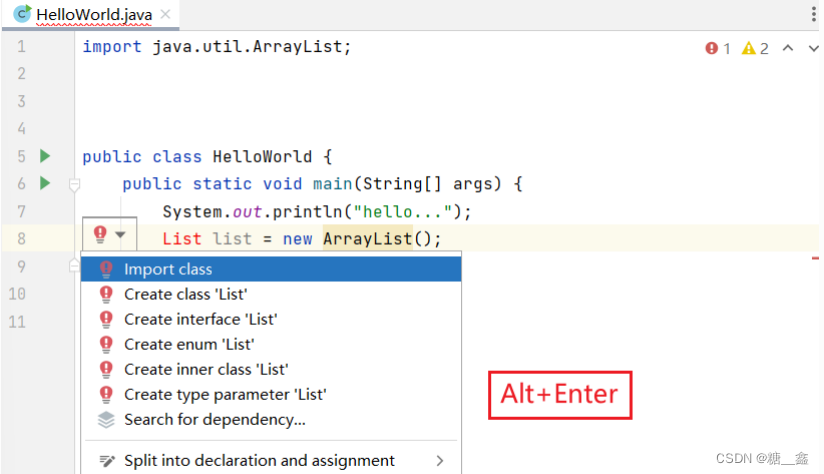 HelloWorld.java
1 import java.util.ArrayList;
1 2
2
3
4
5 public class HelloWorld {
6 public static void main(String[] args) {
7 System.out.println("hello...");
8 List list = new ArrayList();
9 Import class
Create class 'List'
10
Create interface 'List'
11
Create enum 'List'
Create inner class 'List'
Create type parameter 'List'
Search for dependency...
Split into declaration and assignment
Alt+Enter
CSDN @糖__鑫